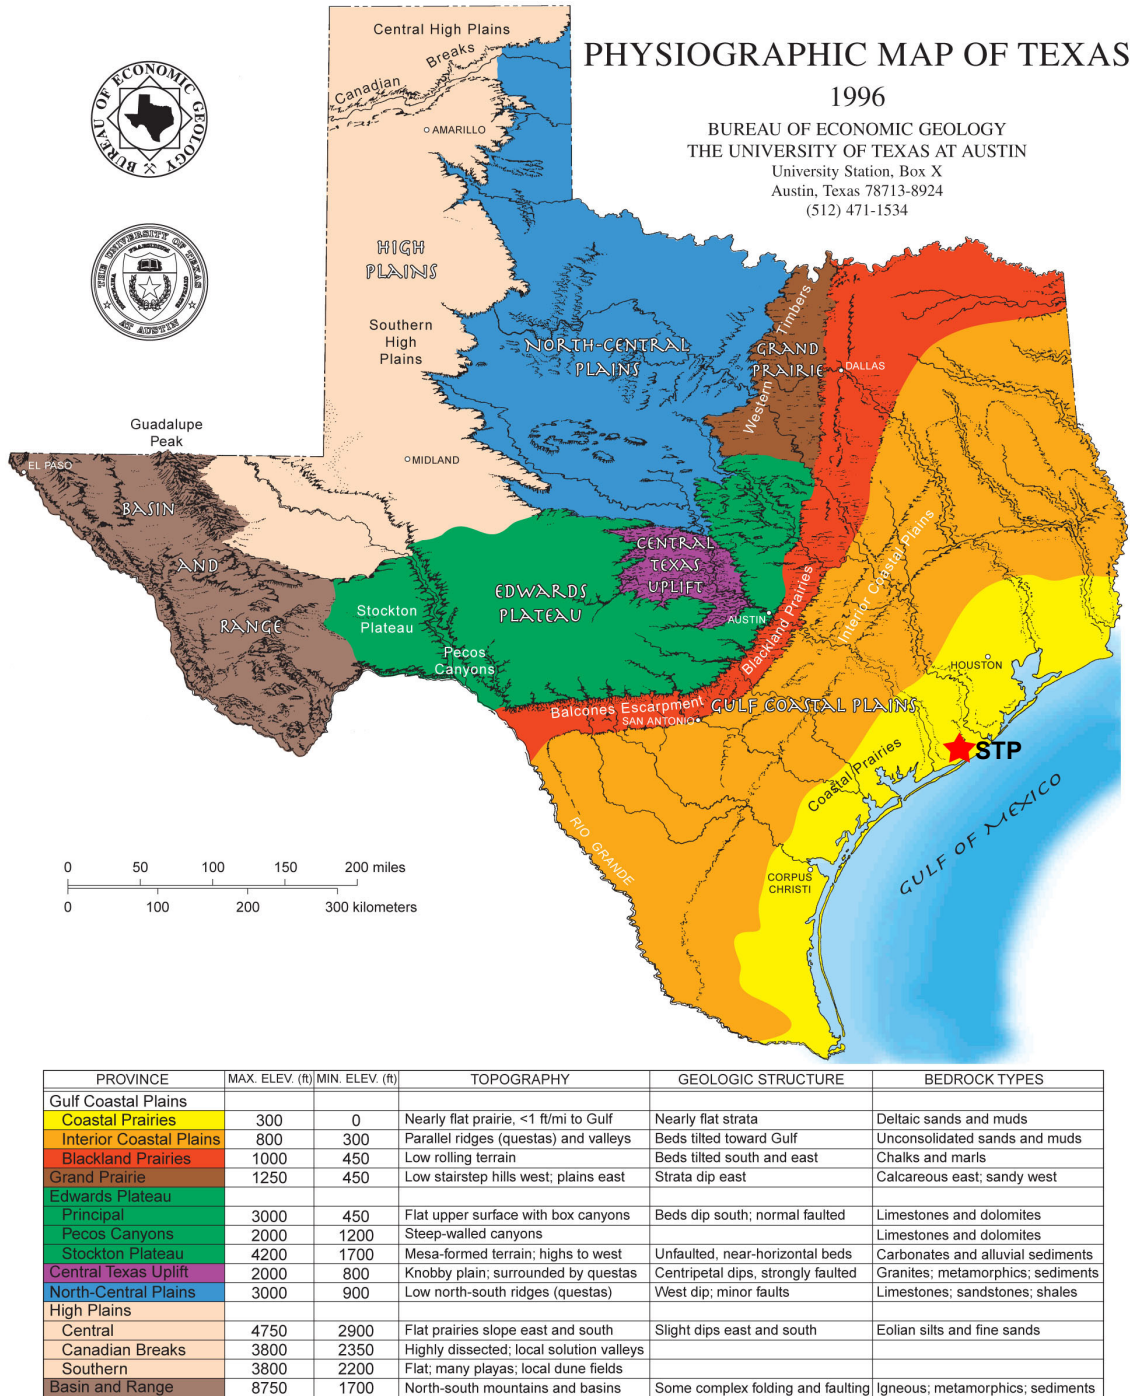 PHYSIOGRAPHIC MAP OF TEXAS
1996
BUREAU OF ECONOMIC GEOLOGY
THE UNIVERSITY OF TEXAS AT AUSTIN
University Station, Box X
Austin, Texas 78713-8924
(512) 471-1534
BUREAU OF ECONOMIC GEOLOGY
THE UNIVERSITY OF TEXAS
AT AUSTIN
Central High Plains
Canadian Breaks
AMARILLO
HIGH
PLAINS
Southern
High
Plains
NORTH-CENTRAL
PLAINS
Western Timbers
GRAND
PRAIRIE
DALLAS
Guadalupe
Peak
EL PASO
MIDLAND
BASIN
AND
RANGE
CENTRAL
TEXAS
UPLIFT
EDWARDS
PLATEAU
Stockton
Plateau
Pecos
Canyons
AUSTIN
Blackland Prairies
Interior Coastal Plains
HOUSTON
Balcones Escarpment
SAN ANTONIO
GULF COASTAL PLAINS
Coastal Prairies
STP
GULF OF MEXICO
RIO GRANDE
CORPUS
CHRISTI
0 50 100 150 200 miles
0 100 200 300 kilometers
PROVINCE MAX. ELEV. (ft) MIN. ELEV. (ft) TOPOGRAPHY GEOLOGIC STRUCTURE BEDROCK TYPES
Gulf Coastal Plains
Coastal Prairies 300 0 Nearly flat prairie, <1 ft/mi to Gulf Nearly flat strata Deltaic sands and muds
Interior Coastal Plains 800 300 Parallel ridges (questas) and valleys Beds tilted toward Gulf Unconsolidated sands and muds
Blackland Prairies 1000 450 Low rolling terrain Beds tilted south and east Chalks and marls
Grand Prairie 1250 450 Low stairstep hills west; plains east Strata dip east Calcareous east; sandy west
Edwards Plateau
Principal 3000 450 Flat upper surface with box canyons Beds dip south; normal faulted Limestones and dolomites
Pecos Canyons 2000 1200 Steep-walled canyons Limestones and dolomites
Stockton Plateau 4200 1700 Mesa-formed terrain; highs to west Unfaulted, near-horizontal beds Carbonates and alluvial sediments
Central Texas Uplift 2000 800 Knobby plain; surrounded by questas Centripetal dips, strongly faulted Granites; metamorphics; sediments
North-Central Plains 3000 900 Low north-south ridges (questas) West dip; minor faults Limestones; sandstones; shales
High Plains
Central 4750 2900 Flat prairies slope east and south Slight dips east and south Eolian silts and fine sands
Canadian Breaks 3800 2350 Highly dissected; local solution valleys
Southern 3800 2200 Flat; many playas; local dune fields
Basin and Range 8750 1700 North-south mountains and basins Some complex folding and faulting Igneous; metamorphics; sediments